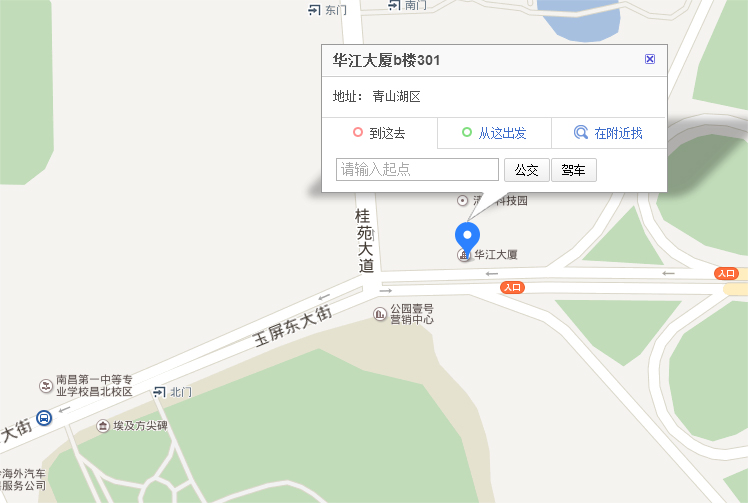 东门
南门
华江大厦b楼301
地址： 青山湖区
到这去
从这出发
在附近找
请输入起点
公交
驾车
科技园
桂苑大道
华江大厦
入口
入口
公园壹号
营销中心
玉屏东大街
南昌第一中等专
业学校昌北校区
北门
埃及方尖碑
大街
海外汽车
服务公司